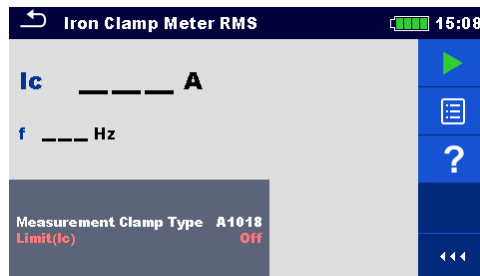 Iron Clamp Meter RMS 15:08
Ic ___ A
f ___ Hz
?
Measurement Clamp Type A1018
Limit(Ic) Off